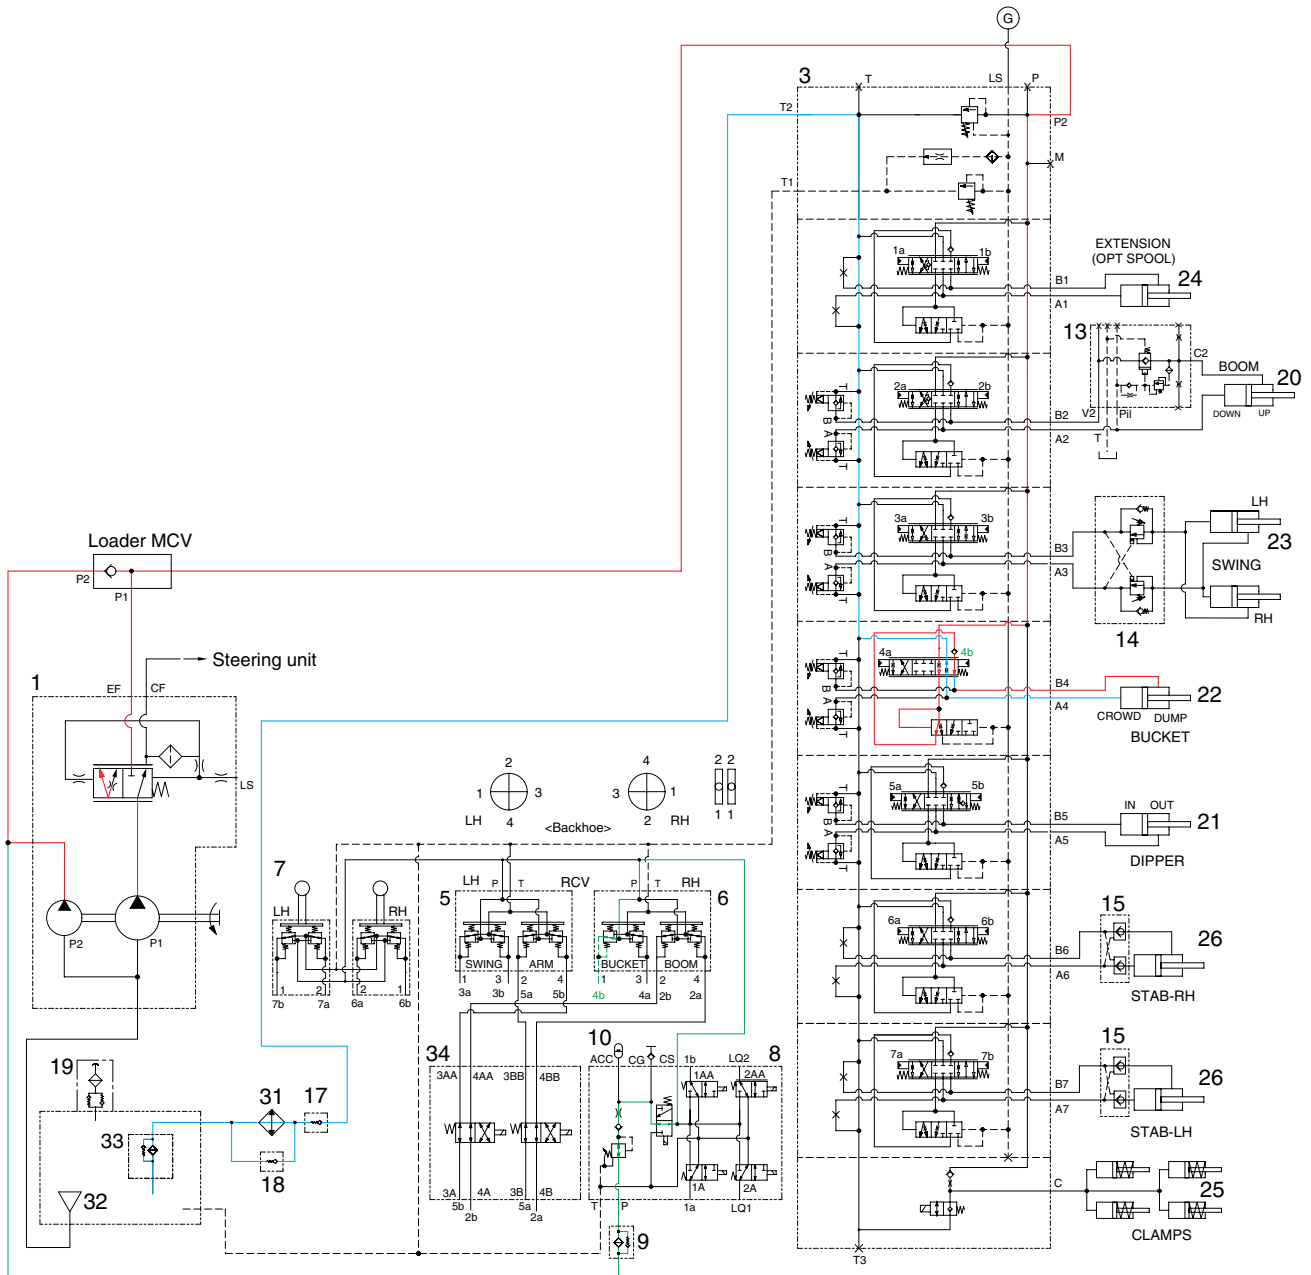 G
3
T
LS
P
T2
P2
M
T1
1a
1b
EXTENSION
(OPT SPOOL)
24
B1
A1
13
C2
BOOM
20
DOWN
UP
V2
Pil
T
2a
2b
T
B
A
T
B2
A2
3a
3b
T
B
A
T
B3
A3
LH
23
SWING
RH
14
Loader MCV
P2
P1
Steering unit
1
EF
CF
LS
P2
P1
4a
4b
T
B
A
T
B4
A4
22
CROWD
DUMP
BUCKET
2
1
3
4
LH
<Backhoe>
4
3
1
2
RH
2 2
1 1
5a
5b
T
B
A
T
B5
A5
IN
OUT
21
DIPPER
7
LH
RH
1
2
2
1
7b
7a
6a
6b
5
LH
P
T
RCV
P
T
RH
6
SWING
ARM
BUCKET
BOOM
1
3
2
4
1
3
2
4
3a
3b
5a
5b
4b
4a
2b
2a
6a
6b
B6
A6
15
26
STAB-RH
7a
7b
B7
A7
15
26
STAB-LH
34
3AA
4AA
3BB
4BB
3A
4A
3B
4B
5b
2b
5a
2a
10
ACC
CG
CS
1b
LQ2
8
1AA
2AA
1A
2A
T
P
1a
LQ1
9
19
31
17
33
18
32
C
25
CLAMPS
T3